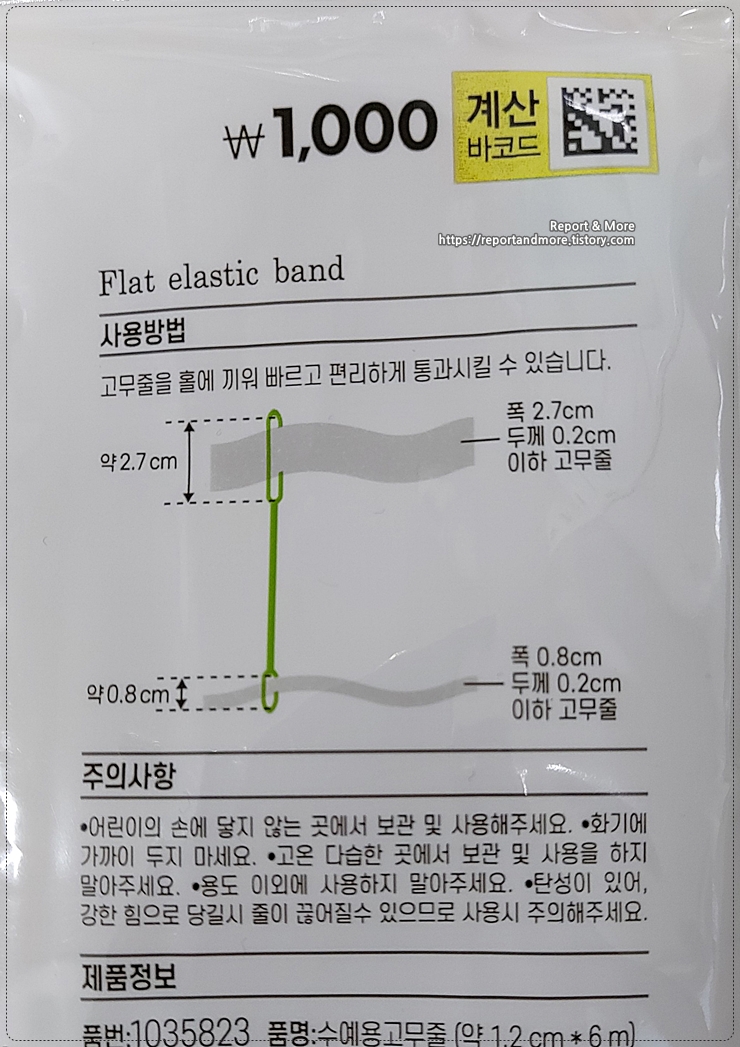 ₩1,000
계산
바코드
Report & More
https://reportandmore.tistory.com
Flat elastic band
사용방법
고무줄을 홀에 끼워 빠르고 편리하게 통과시킬 수 있습니다.
약2.7cm
폭 2.7cm
두께 0.2cm
이하 고무줄
약0.8cm
폭 0.8cm
두께 0.2cm
이하 고무줄
주의사항
•어린이의 손에 닿지 않는 곳에서 보관 및 사용해주세요. •화기에
가까이 두지 마세요. •고온 다습한 곳에서 보관 및 사용을 하지
말아주세요. •용도 이외에 사용하지 말아주세요. •탄성이 있어,
강한 힘으로 당길시 줄이 끊어질수 있으므로 사용시 주의해주세요.
제품정보
품번:1035823 품명:수예용고무줄 (약 1.2 cm * 6 m)